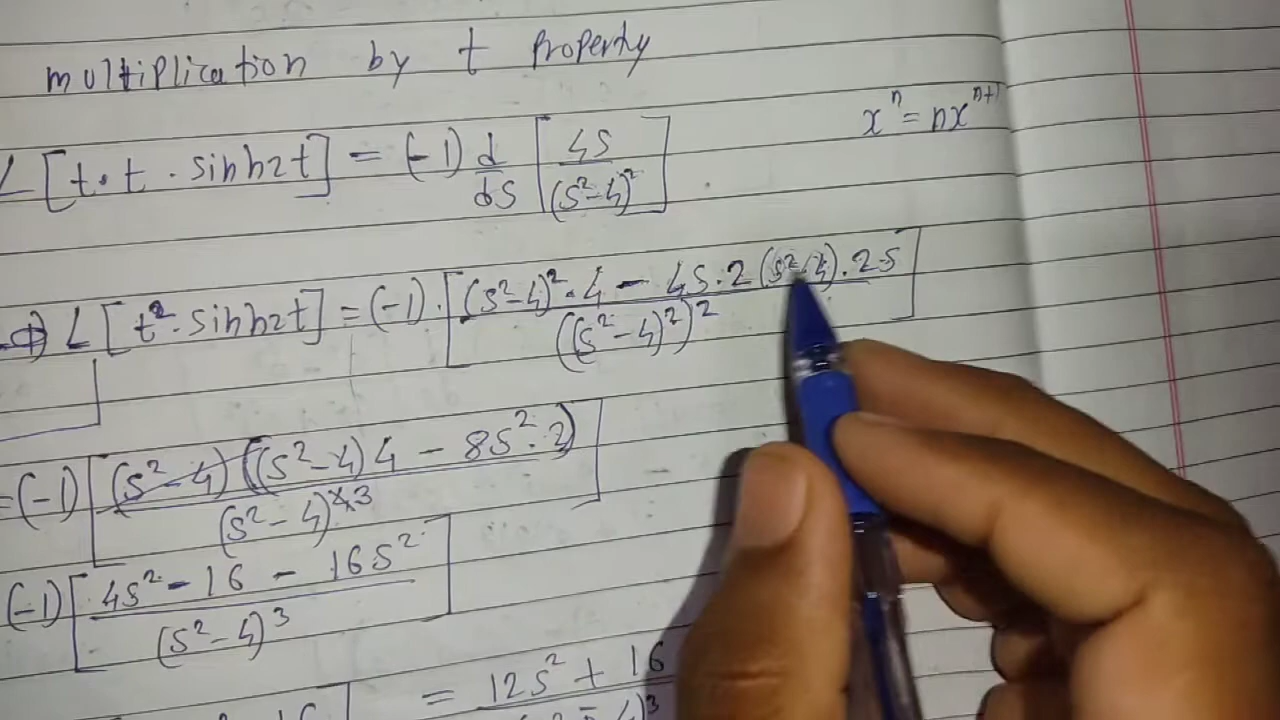 multiplication by t property
x^n = nx^{n+1}
L[t·t·sinh2t] = (-1) d/ds [4s/(s²-4)²]
L[t²·sinh2t] = (-1)·[((s²-4)²·4 - 4s·2(s²-4)·2s)/((s²-4)²)²]
= (-1)[(s²-4)((s²-4)4 - 8s²·2)/(s²-4)^{4 3}]
(-1)[(4s²-16-16s²)/(s²-4)³]
= 12s²+16